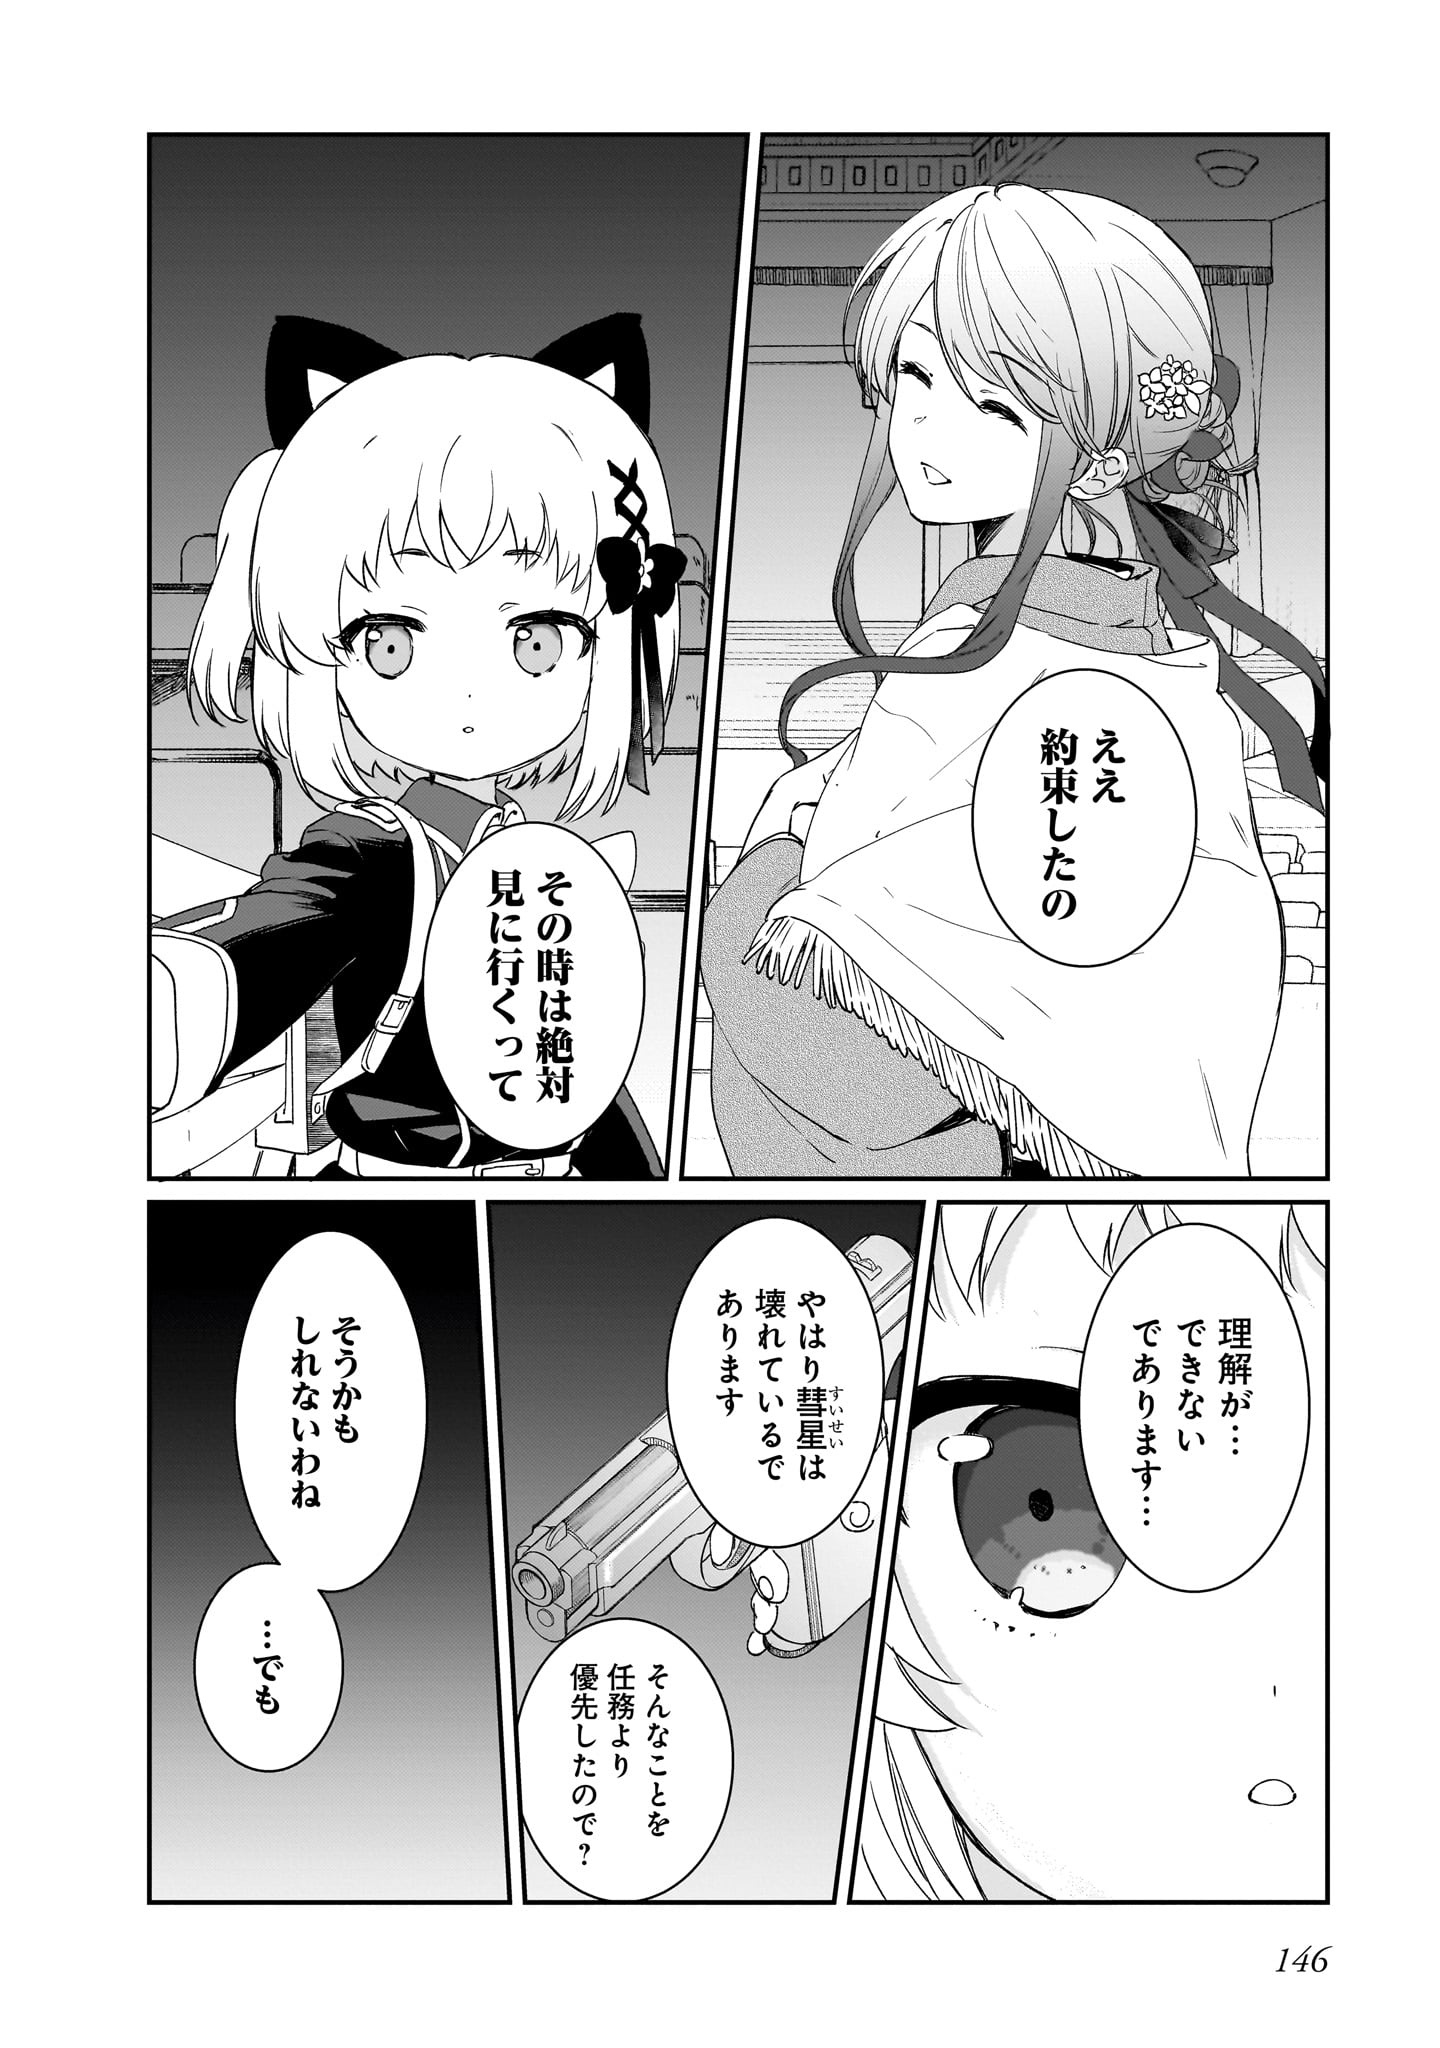 ええ
約束したの
その時は絶対
見に行くって
理解が…
できない
であります…
やはり彗星は
すいせい
壊れているで
あります
そんなことを
任務より
優先したので?
そうかも
しれないわね
…でも
146